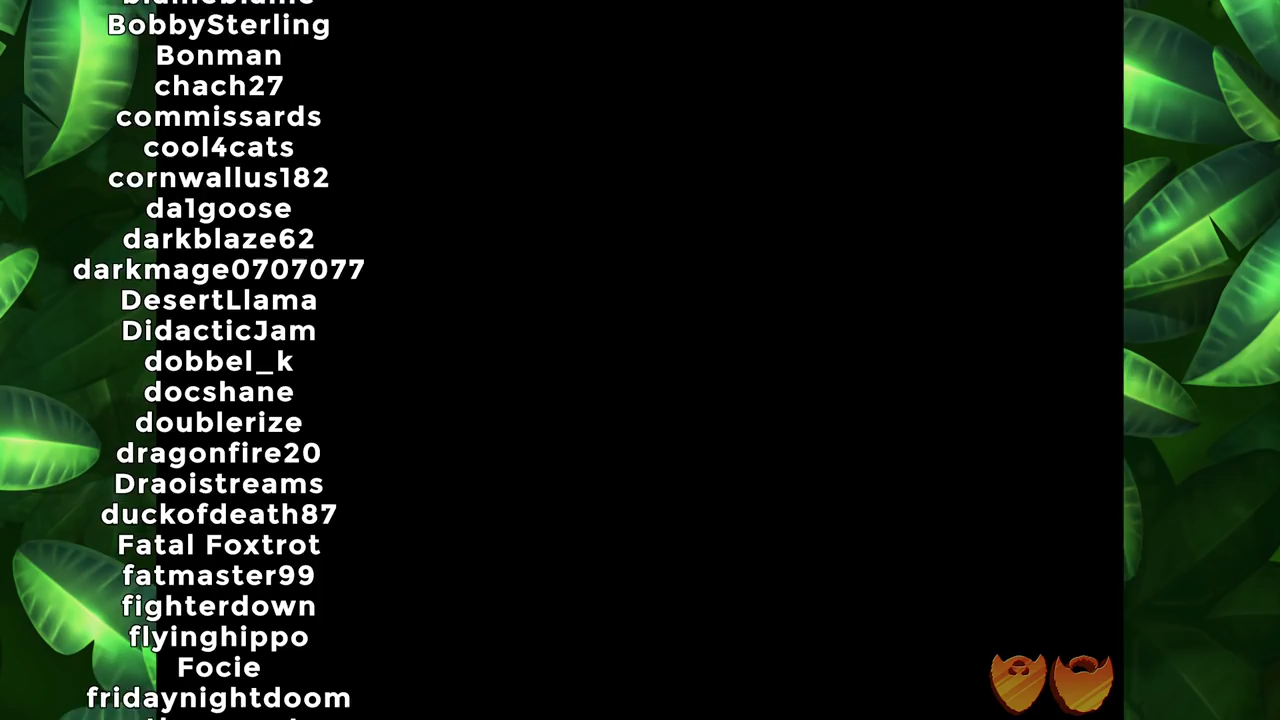 BobbySterling
Bonman
chach27
commissards
cool4cats
cornwallus182
da1goose
darkblaze62
darkmage0707077
DesertLlama
DidacticJam
dobbel_k
docshane
doublerize
dragonfire20
Draoistreams
duckofdeath87
Fatal Foxtrot
fatmaster99
fighterdown
flyinghippo
Focie
fridaynightdoom